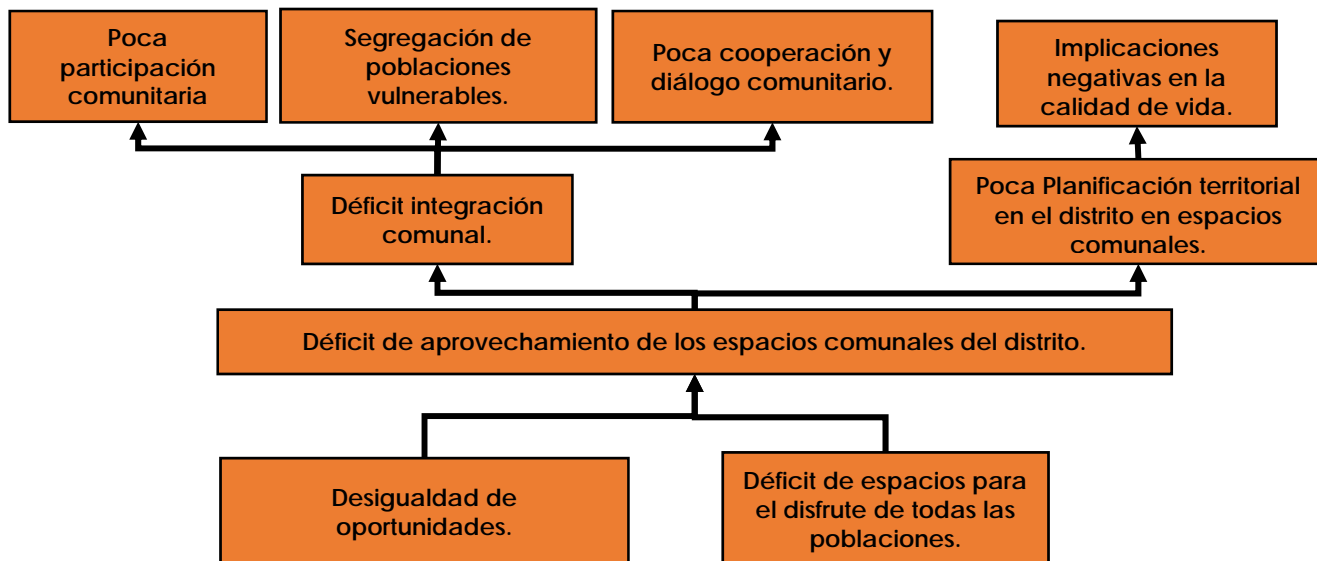 Poca
participación
comunitaria
Segregación de
poblaciones
vulnerables.
Poca cooperación y
diálogo comunitario.
Implicaciones
negativas en la
calidad de vida.
Déficit integración
comunal.
Poca Planificación territorial
en el distrito en espacios
comunales.
Déficit de aprovechamiento de los espacios comunales del distrito.
Desigualdad de
oportunidades.
Déficit de espacios para
el disfrute de todas las
poblaciones.